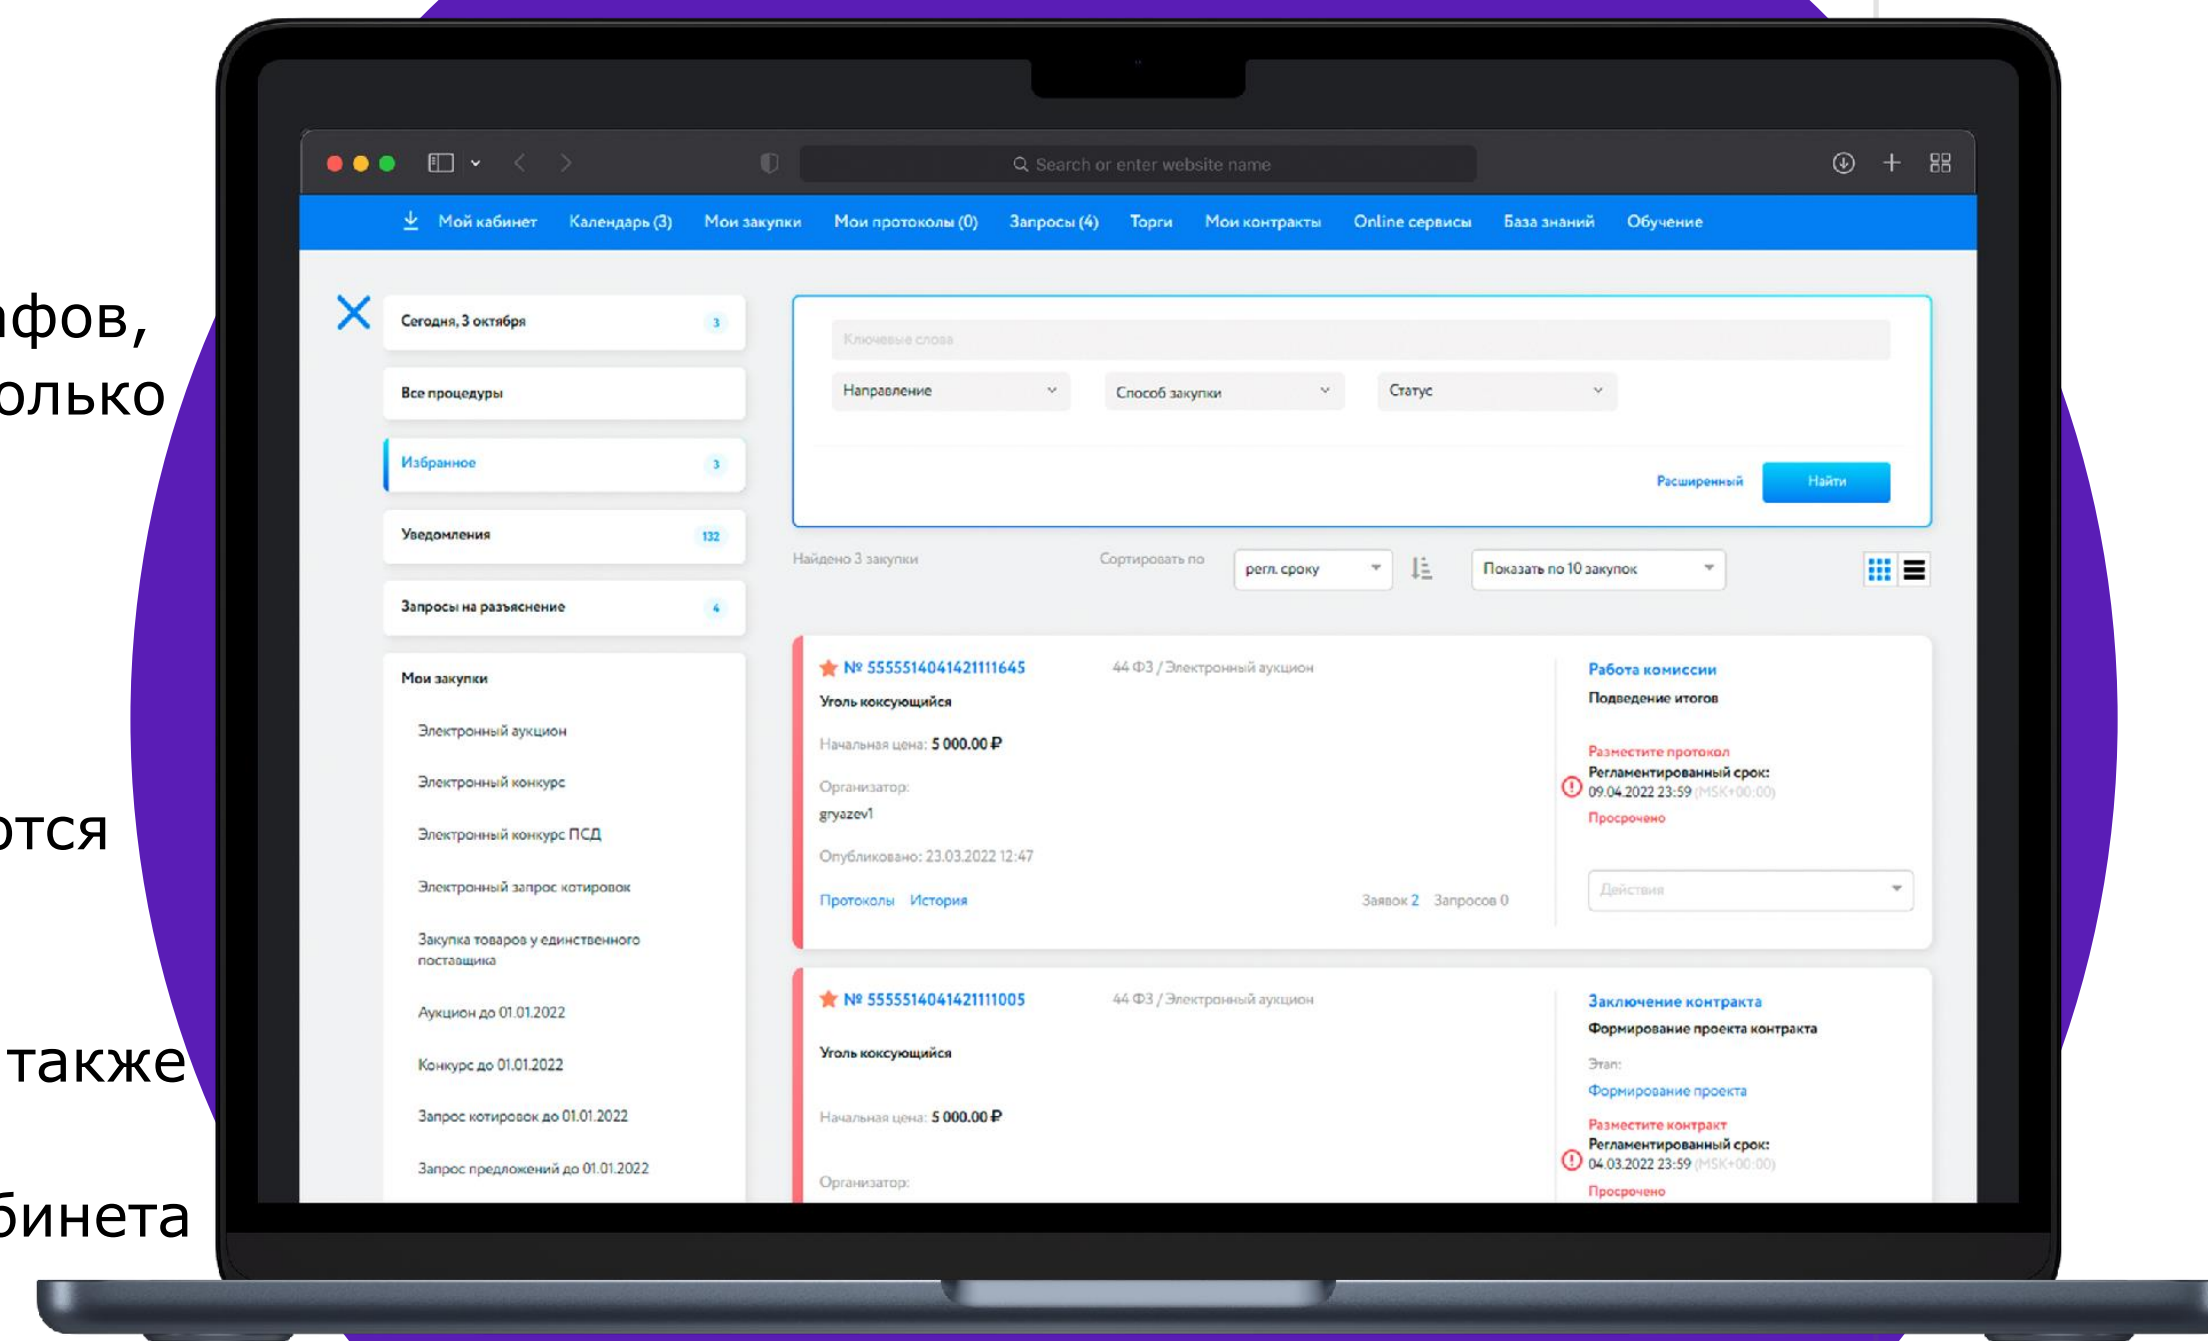 афов,
олько
отся
также
бинета
Search or enter website name
Мой кабинет Календарь (3) Мои закупки Мои протоколы (0) Запросы (4) Торги Мои контракты Online сервисы База знаний Обучение
Сегодня, 3 октября 3
Все процедуры
Избранное 3
Уведомления 132
Запросы на разъяснение 4
Мои закупки
Электронный аукцион
Электронный конкурс
Электронный конкурс ПСД
Электронный запрос котировок
Закупка товаров у единственного
поставщика
Аукцион до 01.01.2022
Конкурс до 01.01.2022
Запрос котировок до 01.01.2022
Запрос предложений до 01.01.2022
Ключевые слова
Направление Способ закупки Статус
Расширенный Найти
Найдено 3 закупки Сортировать по регл. сроку Показать по 10 закупок
№ 5555514041421111645 44 ФЗ / Электронный аукцион
Уголь коксующийся
Начальная цена: 5 000.00 ₽
Организатор:
gryazev1
Опубликовано: 23.03.2022 12:47
Протоколы История Заявок 2 Запросов 0
Работа комиссии
Подведение итогов
Разместите протокол
Регламентированный срок:
09.04.2022 23:59 (MSK+00:00)
Просрочено
Действия
№ 5555514041421111005 44 ФЗ / Электронный аукцион
Уголь коксующийся
Начальная цена: 5 000.00 ₽
Организатор:
Заключение контракта
Формирование проекта контракта
Этап:
Формирование проекта
Разместите контракт
Регламентированный срок:
04.03.2022 23:59 (MSK+00:00)
Просрочено